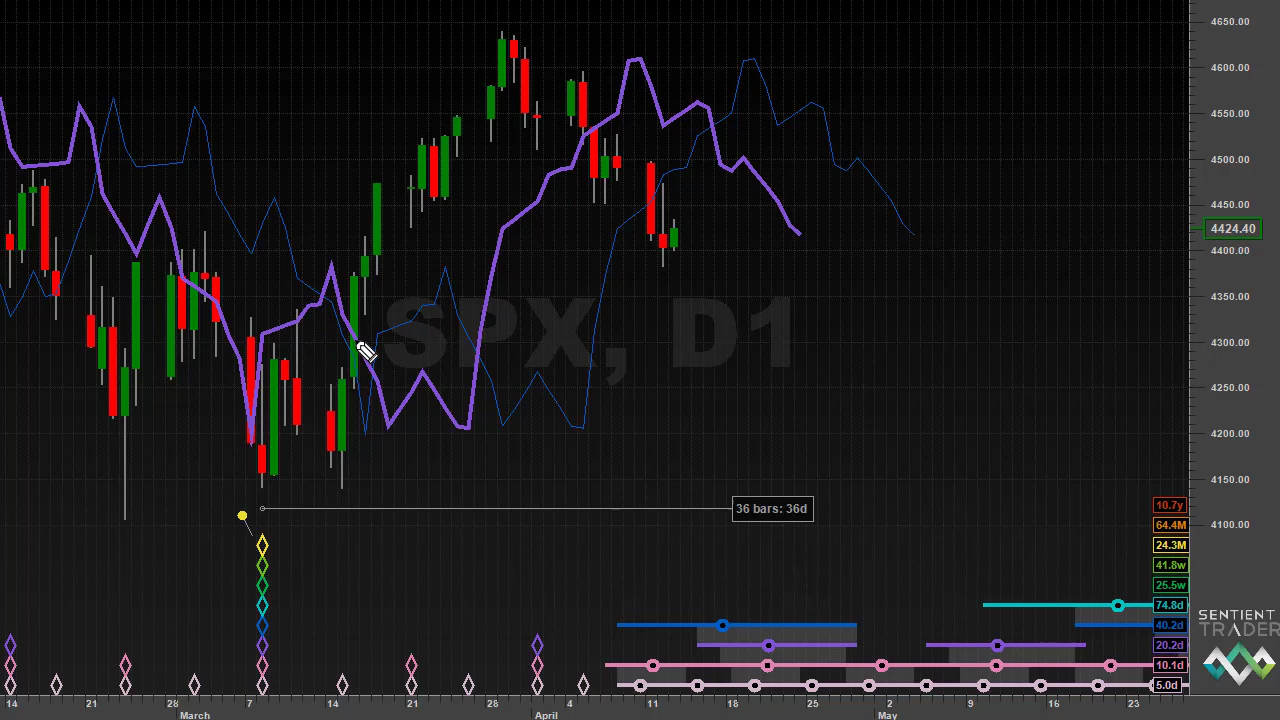 4650.00
4600.00
4550.00
4500.00
4450.00
4424.40
4400.00
4350.00
SPX, D1
4300.00
4250.00
4200.00
4150.00
36 bars: 36d
10.7y
64.4M
4100.00
24.3M
41.8w
25.5w
74.8d
SENTIENT
TRADER
40.2d
20.2d
10.1d
5.0d
14 21 28 7 14 21 28 4 11 18 25 2 9 16 23
March April May